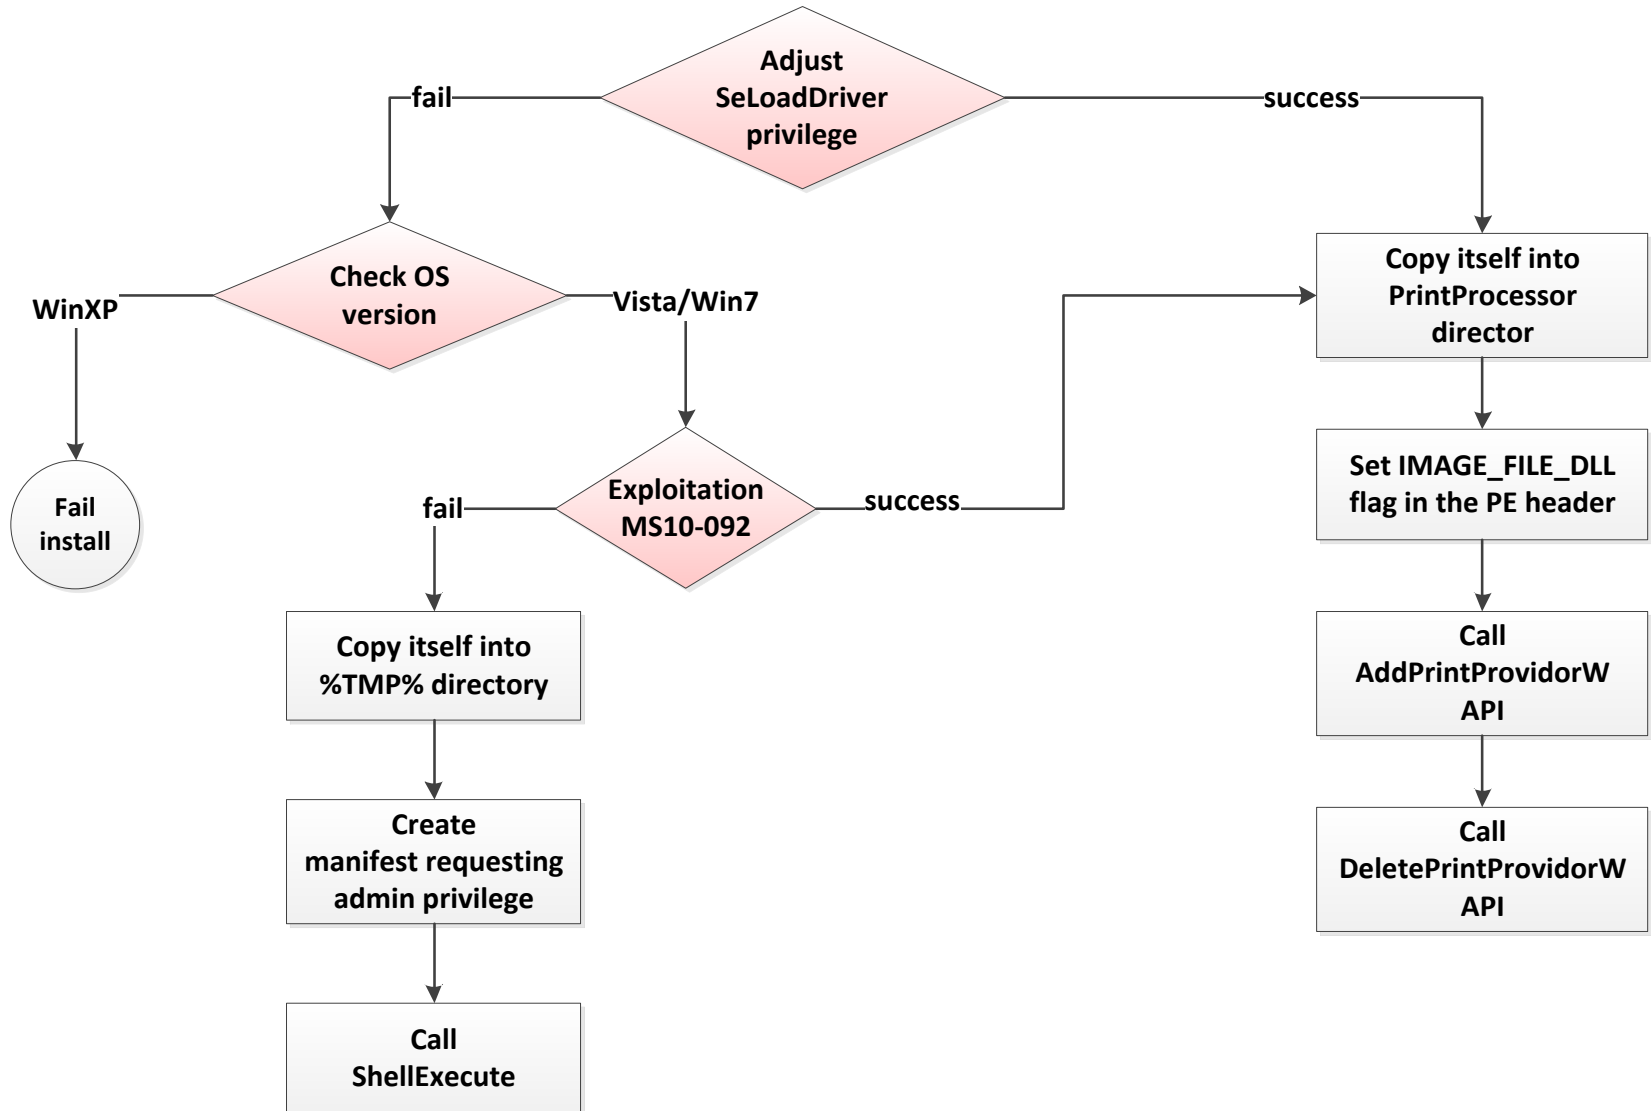 Adjust
SeLoadDriver
privilege
fail
success
Check OS
version
WinXP
Vista/Win7
Copy itself into
PrintProcessor
director
Fail
install
Exploitation
MS10-092
fail
success
Set IMAGE_FILE_DLL
flag in the PE header
Copy itself into
%TMP% directory
Call
AddPrintProvidorW
API
Create
manifest requesting
admin privilege
Call
DeletePrintProvidorW
API
Call
ShellExecute